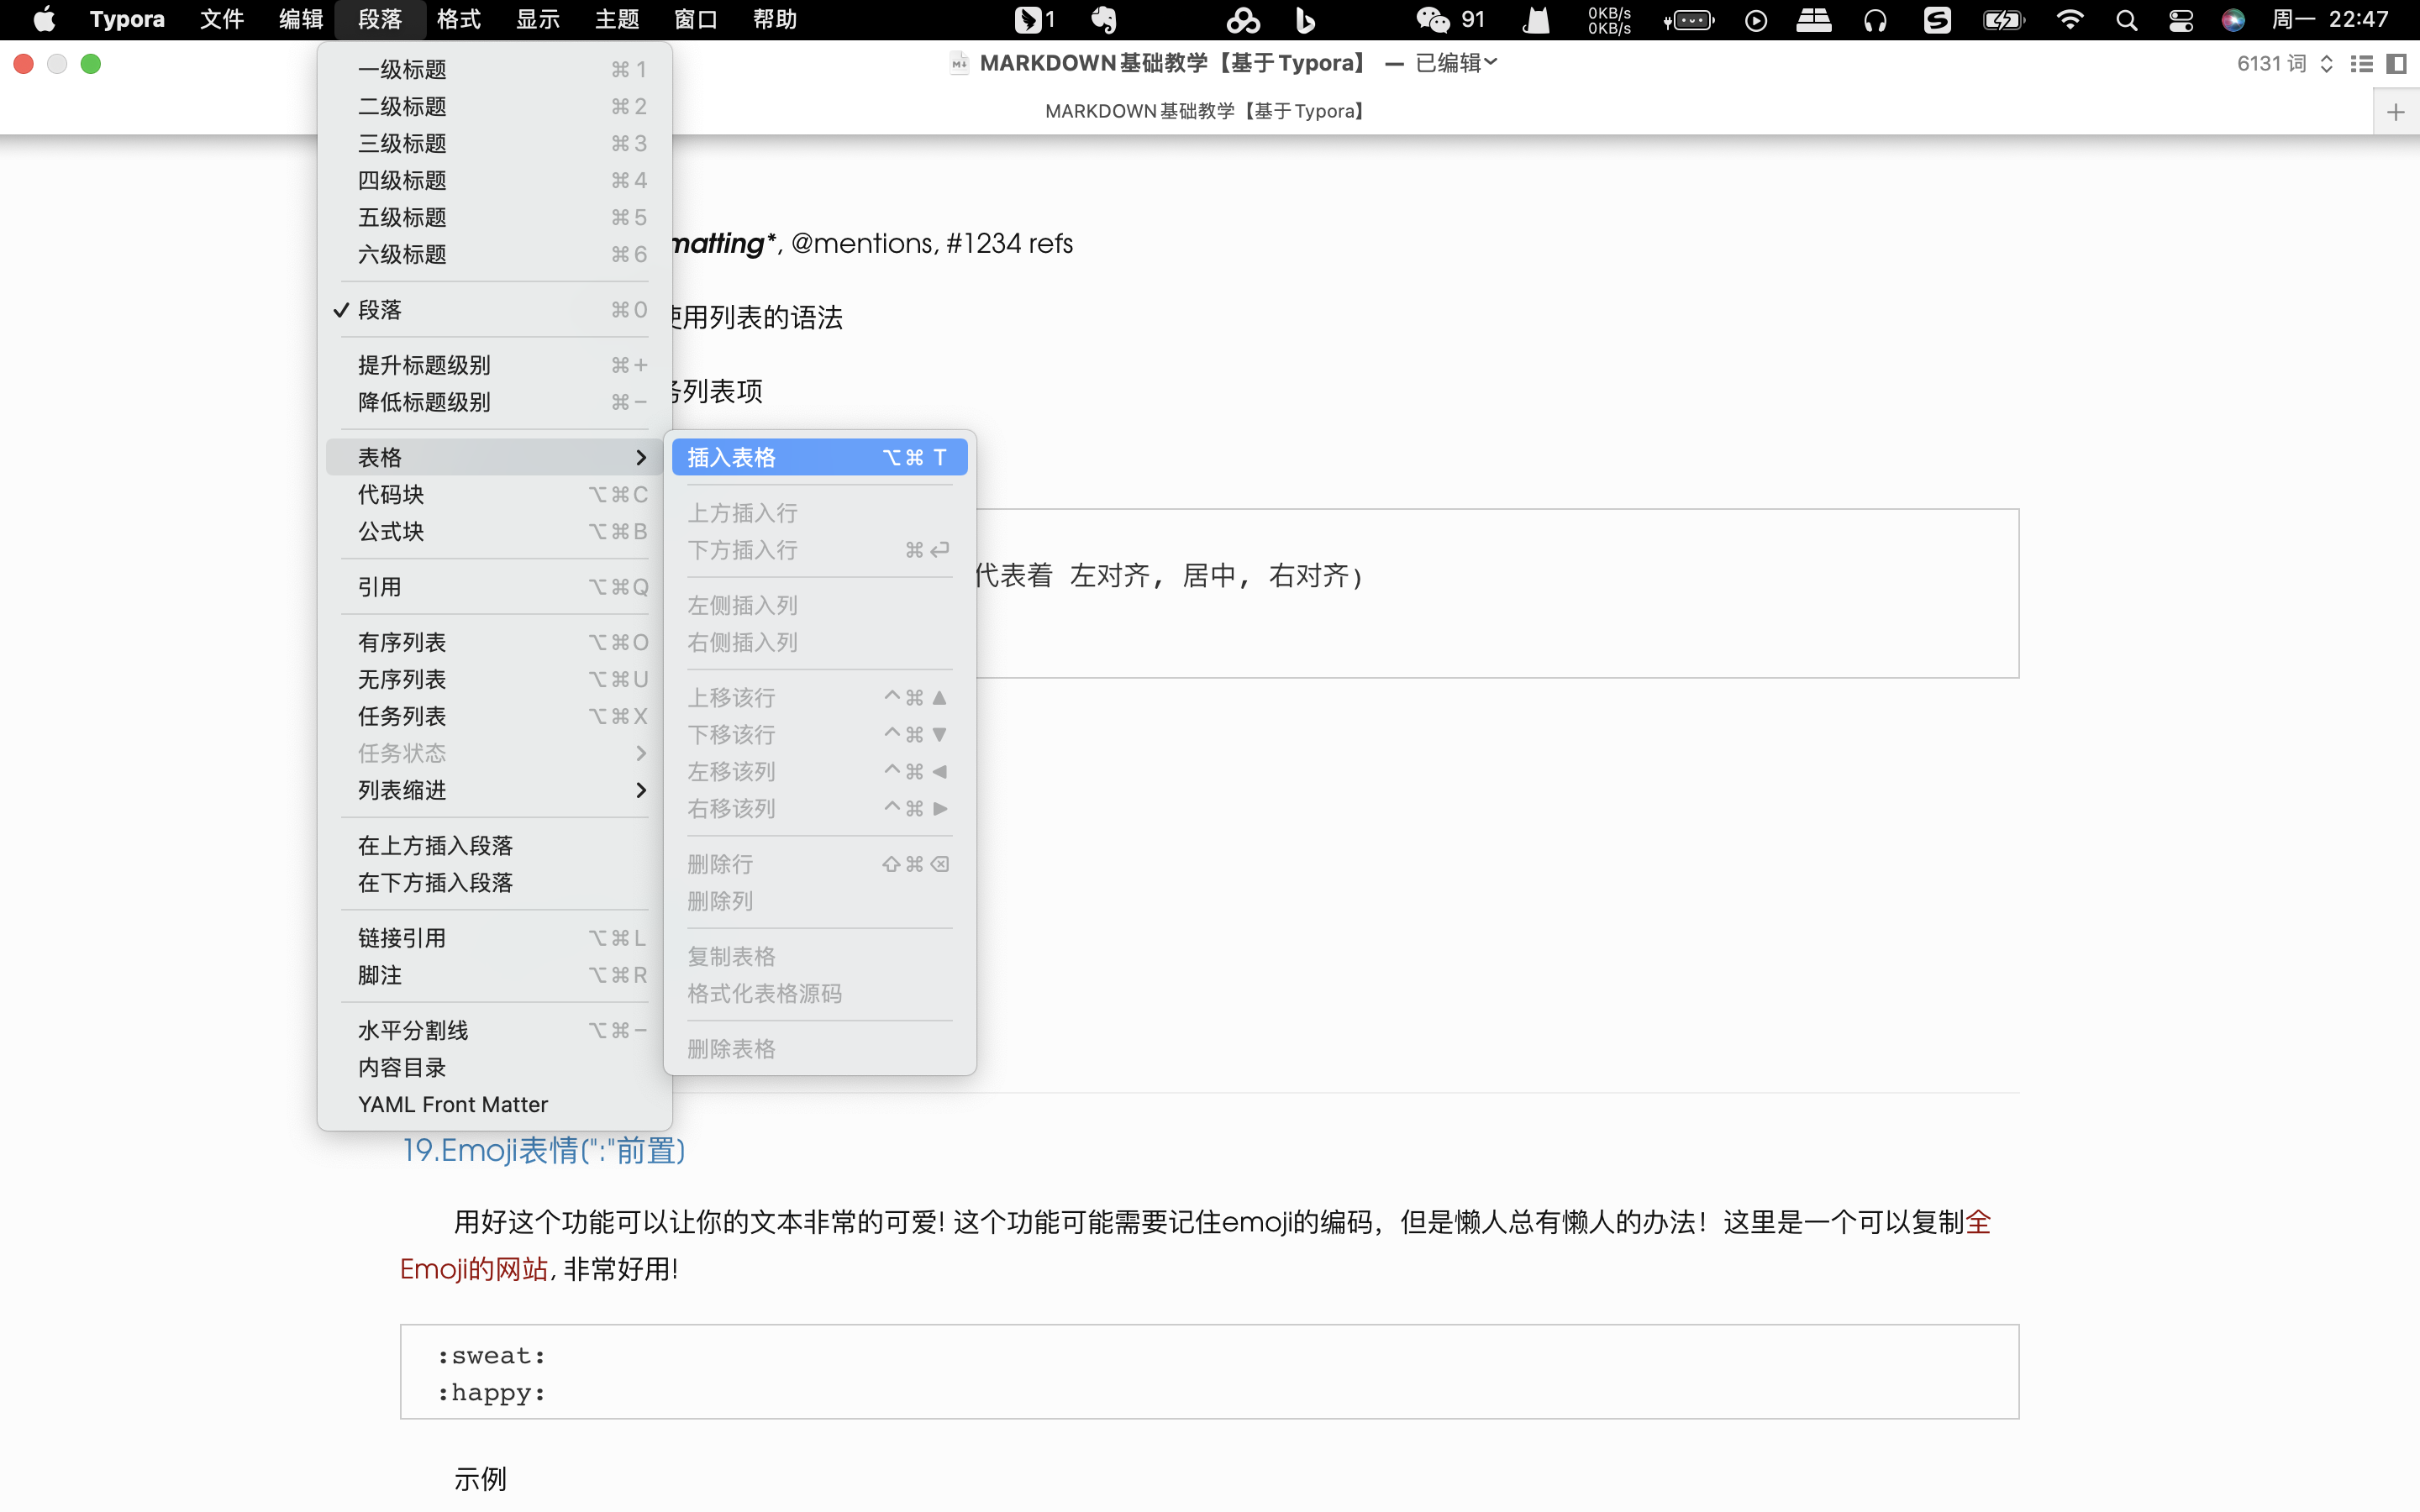 Typora 文件 编辑 段落 格式 显示 主题 窗口 帮助 1 91 0KB/s 周一 22:47
0KB/s
MARKDOWN基础教学【基于Typora】 — 已编辑 6131 词
MARKDOWN基础教学【基于Typora】
一级标题 ⌘1
二级标题 ⌘2
三级标题 ⌘3
四级标题 ⌘4
五级标题 ⌘5
六级标题 ⌘6
✓ 段落 ⌘0
提升标题级别 ⌘+
降低标题级别 ⌘−
表格
代码块 ⌥⌘C
公式块 ⌥⌘B
引用 ⌥⌘Q
有序列表 ⌥⌘O
无序列表 ⌥⌘U
任务列表 ⌥⌘X
任务状态
列表缩进
在上方插入段落
在下方插入段落
链接引用 ⌥⌘L
脚注 ⌥⌘R
水平分割线 ⌥⌘−
内容目录
YAML Front Matter
插入表格 ⌥⌘ T
上方插入行
下方插入行 ⌘↩
左侧插入列
右侧插入列
上移该行 ^⌘▲
下移该行 ^⌘▼
左移该列 ^⌘◀
右移该列 ^⌘▶
删除行 ⇧⌘⌫
删除列
复制表格
格式化表格源码
删除表格
matting*, @mentions, #1234 refs
使用列表的语法
务列表项
代表着 左对齐, 居中, 右对齐)
19.Emoji表情(":"前置)
用好这个功能可以让你的文本非常的可爱! 这个功能可能需要记住emoji的编码，但是懒人总有懒人的办法！这里是一个可以复制全
Emoji的网站, 非常好用!
:sweat:
:happy:
示例